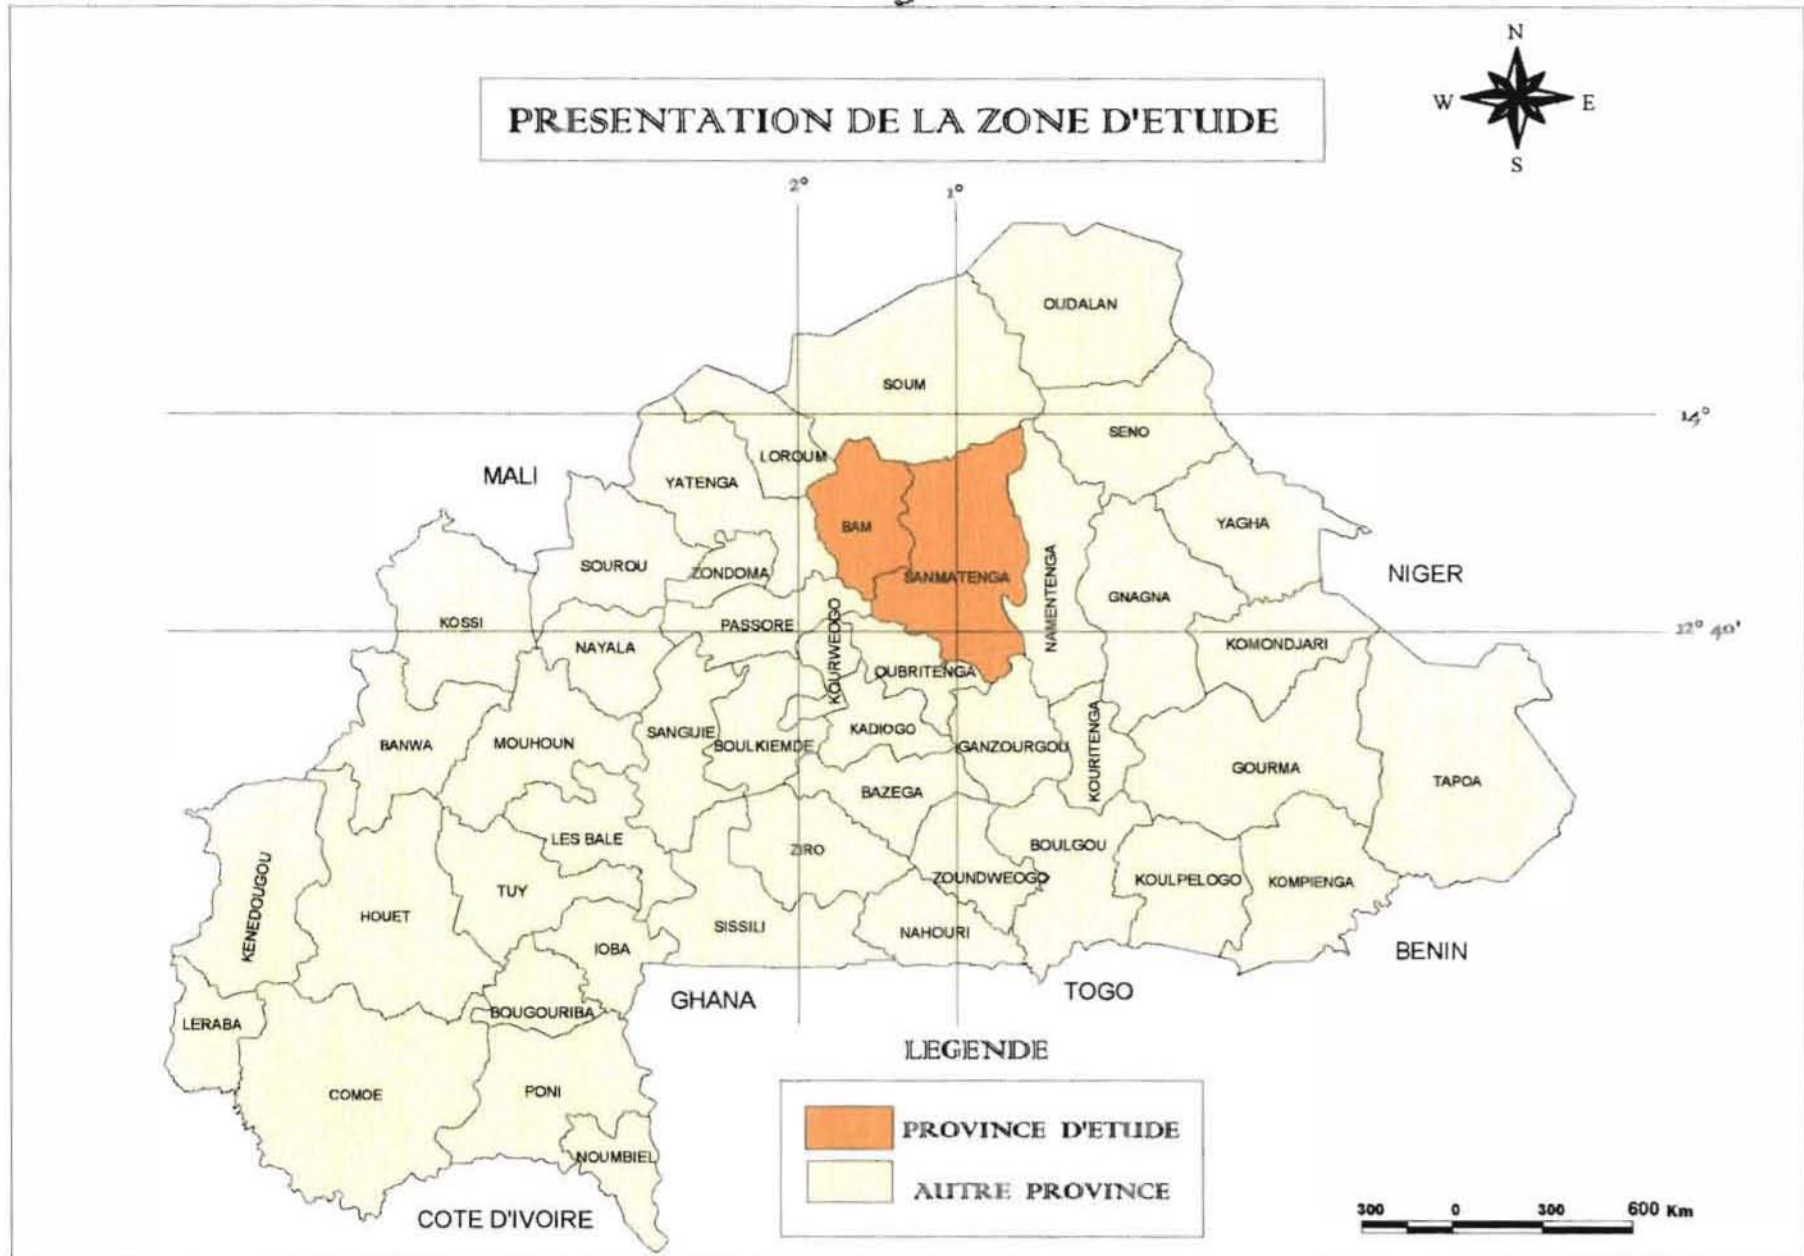 N
W E
S
PRESENTATION DE LA ZONE D'ETUDE
2° 1°
OUDALAN
SOUM
14°
SENO
LOROUM
MALI
YATENGA
BAM
YAGHA
SOUROU
ZONDOMA
SANMATENGA
NIGER
NAMENTENGA
GNAGNA
KOSSI
PASSORE
KOURWEOGO
12° 40'
NAYALA
KOMONDJARI
OUBRITENGA
SANGUIE
KADIOGO
BANWA
MOUHOUN
BOULKIEMDE
GANZOURGOU
KOURITENGA
GOURMA
TAPOA
BAZEGA
LES BALE
ZIRO
BOULGOU
KENEDOUGOU
TUY
ZOUNDWEOGO
KOULPELOGO
KOMPIENGA
HOUET
SISSILI
NAHOURI
IOBA
BENIN
GHANA
TOGO
BOUGOURIBA
LERABA
COMOE
PONI
NOUMBIEL
COTE D'IVOIRE
LEGENDE
PROVINCE D'ETUDE
AUTRE PROVINCE
300 0 300 600 Km